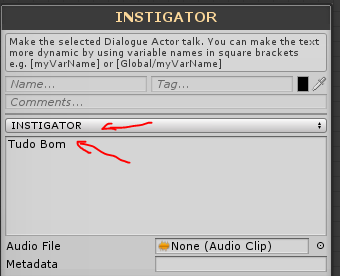 INSTIGATOR
Make the selected Dialogue Actor talk. You can make the text
more dynamic by using variable names in square brackets
e.g. [myVarName] or [Global/myVarName]
Name... Tag...
Comments...
INSTIGATOR
Tudo Bom
Audio File None (Audio Clip)
Metadata